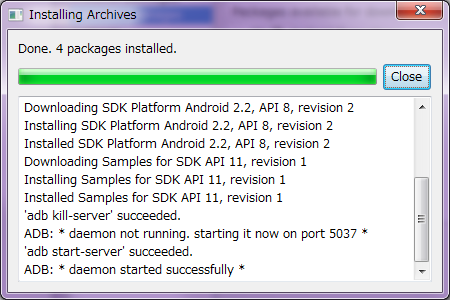 Installing Archives
Done. 4 packages installed.
Close
Downloading SDK Platform Android 2.2, API 8, revision 2
Installing SDK Platform Android 2.2, API 8, revision 2
Installed SDK Platform Android 2.2, API 8, revision 2
Downloading Samples for SDK API 11, revision 1
Installing Samples for SDK API 11, revision 1
Installed Samples for SDK API 11, revision 1
'adb kill-server' succeeded.
ADB: * daemon not running. starting it now on port 5037 *
'adb start-server' succeeded.
ADB: * daemon started successfully *